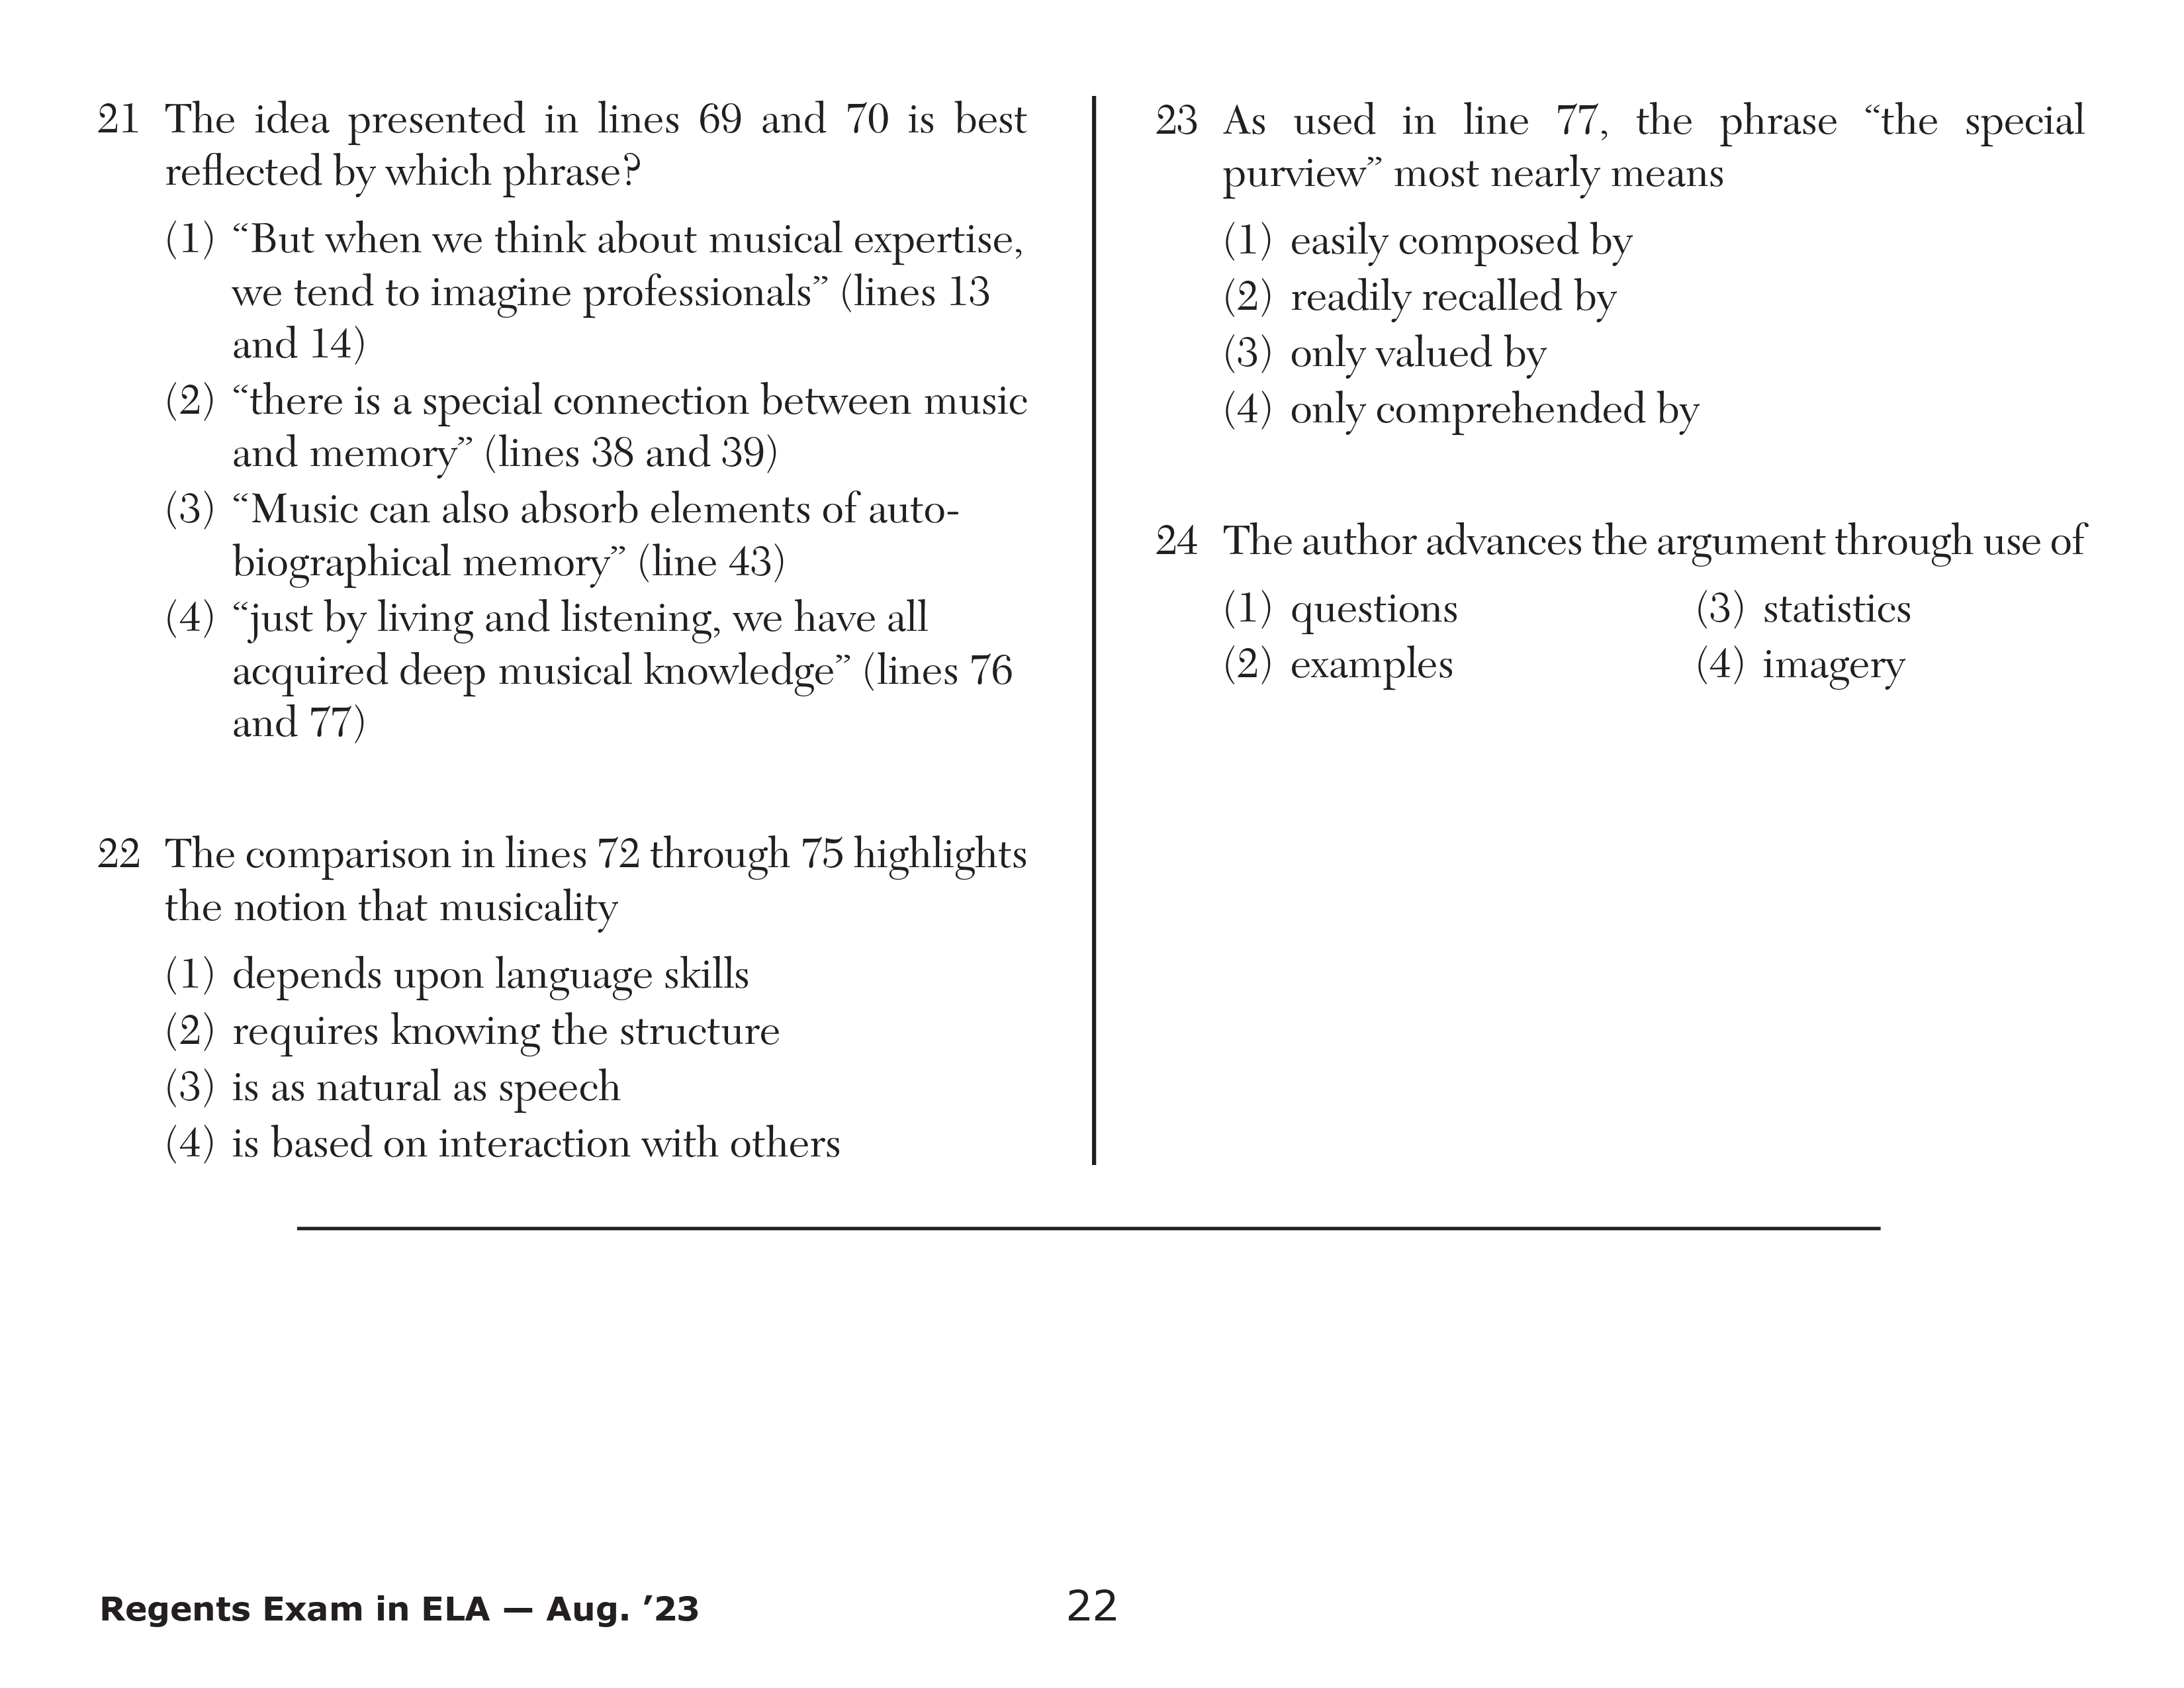 21 The idea presented in lines 69 and 70 is best
reflected by which phrase?
(1) “But when we think about musical expertise,
we tend to imagine professionals” (lines 13
and 14)
(2) “there is a special connection between music
and memory” (lines 38 and 39)
(3) “Music can also absorb elements of auto-
biographical memory” (line 43)
(4) “just by living and listening, we have all
acquired deep musical knowledge” (lines 76
and 77)
22 The comparison in lines 72 through 75 highlights
the notion that musicality
(1) depends upon language skills
(2) requires knowing the structure
(3) is as natural as speech
(4) is based on interaction with others
23 As used in line 77, the phrase “the special
purview” most nearly means
(1) easily composed by
(2) readily recalled by
(3) only valued by
(4) only comprehended by
24 The author advances the argument through use of
(1) questions (3) statistics
(2) examples (4) imagery
Regents Exam in ELA — Aug. ’23 22